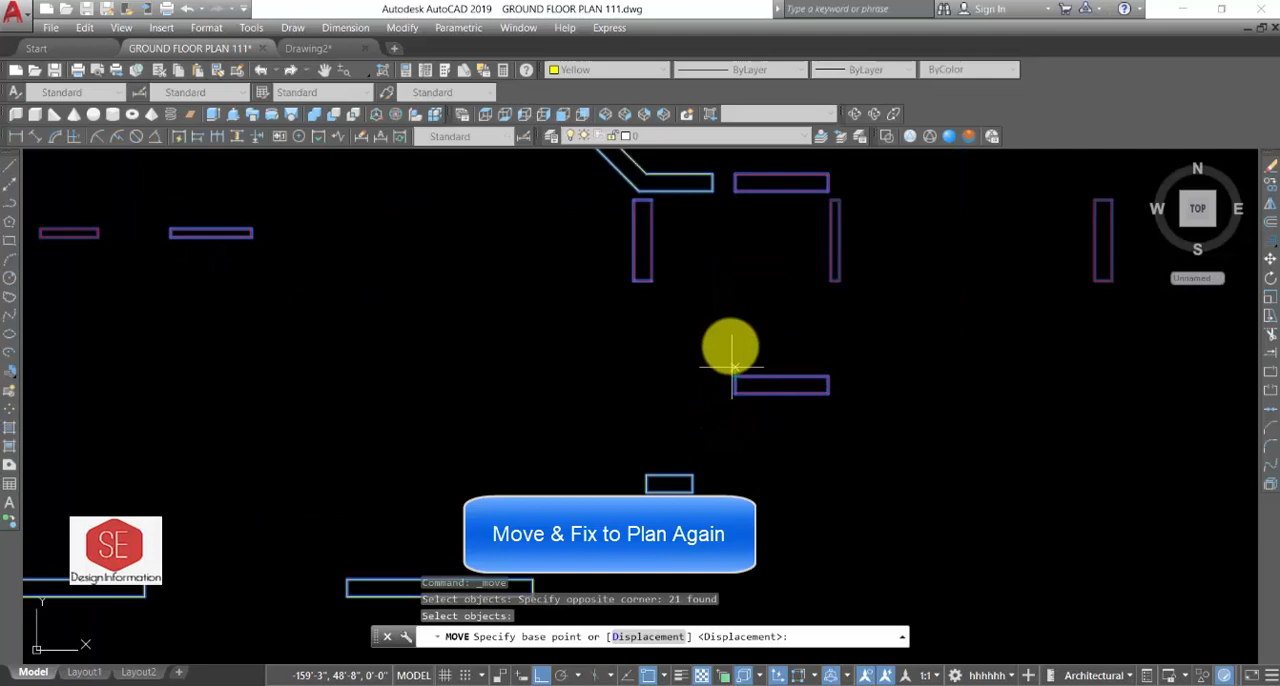 Autodesk AutoCAD 2019 GROUND FLOOR PLAN 111.dwg
Type a keyword or phrase
Sign In
File Edit View Insert Format Tools Draw Dimension Modify Parametric Window Help Express
Start GROUND FLOOR PLAN 111* Drawing2*
Yellow ByLayer ByLayer ByColor
Standard Standard Standard Standard
Standard 0
N
W TOP E
S
Unnamed
Move & Fix to Plan Again
SE
Design Information
Command: _move
Select objects: Specify opposite corner: 21 found
Select objects:
MOVE Specify base point or [Displacement] <Displacement>:
Y
X
Model Layout1 Layout2 +
-159'-3", 48'-8", 0'-0" MODEL 1:1 hhhhhh Architectural